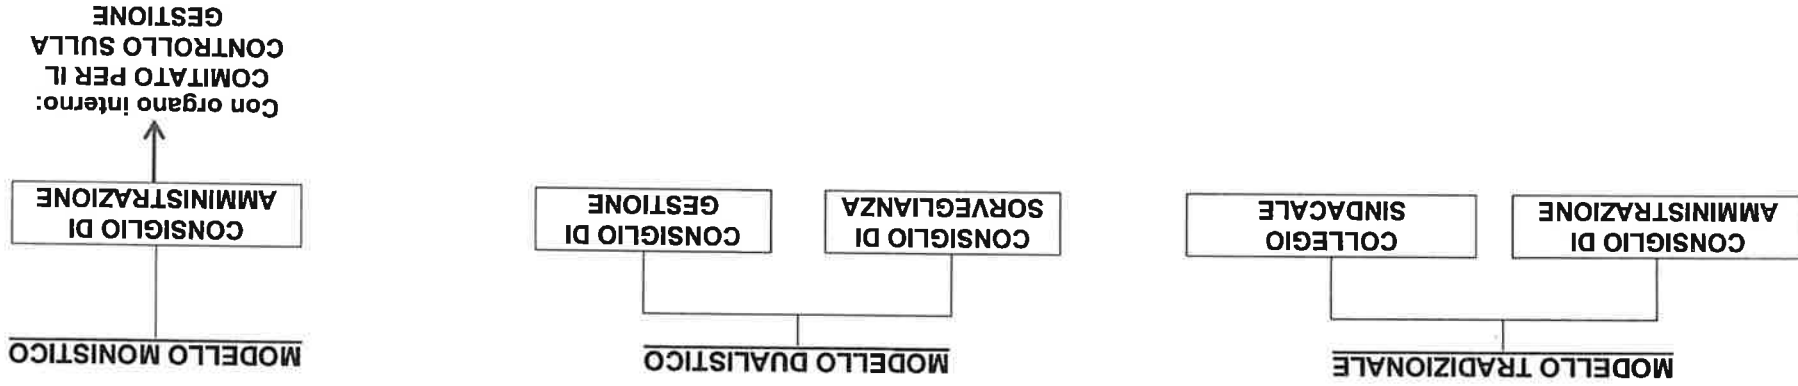 MODELLO TRADIZIONALE
CONSIGLIO DI
AMMINISTRAZIONE
COLLEGIO
SINDACALE
MODELLO DUALISTICO
CONSIGLIO DI
SORVEGLIANZA
CONSIGLIO DI
GESTIONE
MODELLO MONISTICO
CONSIGLIO DI
AMMINISTRAZIONE
Con organo interno:
COMITATO PER IL
CONTROLLO SULLA
GESTIONE